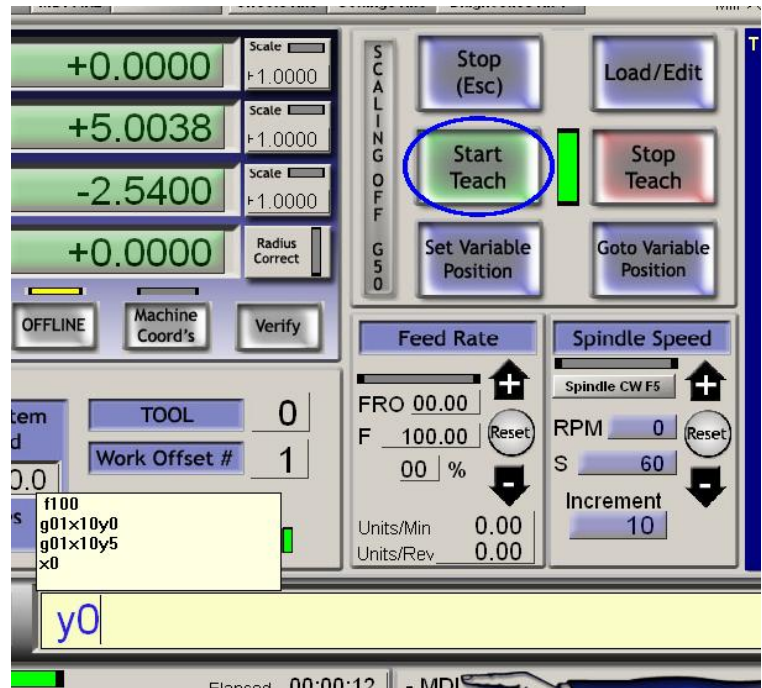 +0.0000
Scale
+1.0000
+5.0038
Scale
+1.0000
-2.5400
Scale
+1.0000
+0.0000
Radius
Correct
OFFLINE
Machine
Coord's
Verify
SCALING OFF G50
Stop
(Esc)
Load/Edit
Start
Teach
Stop
Teach
Set Variable
Position
Goto Variable
Position
TOOL
0
Work Offset #
1
Feed Rate
FRO 00.00
F 100.00
Reset
00 %
Units/Min 0.00
Units/Rev 0.00
Spindle Speed
Spindle CW F5
RPM 0
Reset
S 60
Increment
10
f100
g01x10y0
g01x10y5
x0
y0
Elapsed 00:00:12
- MDI